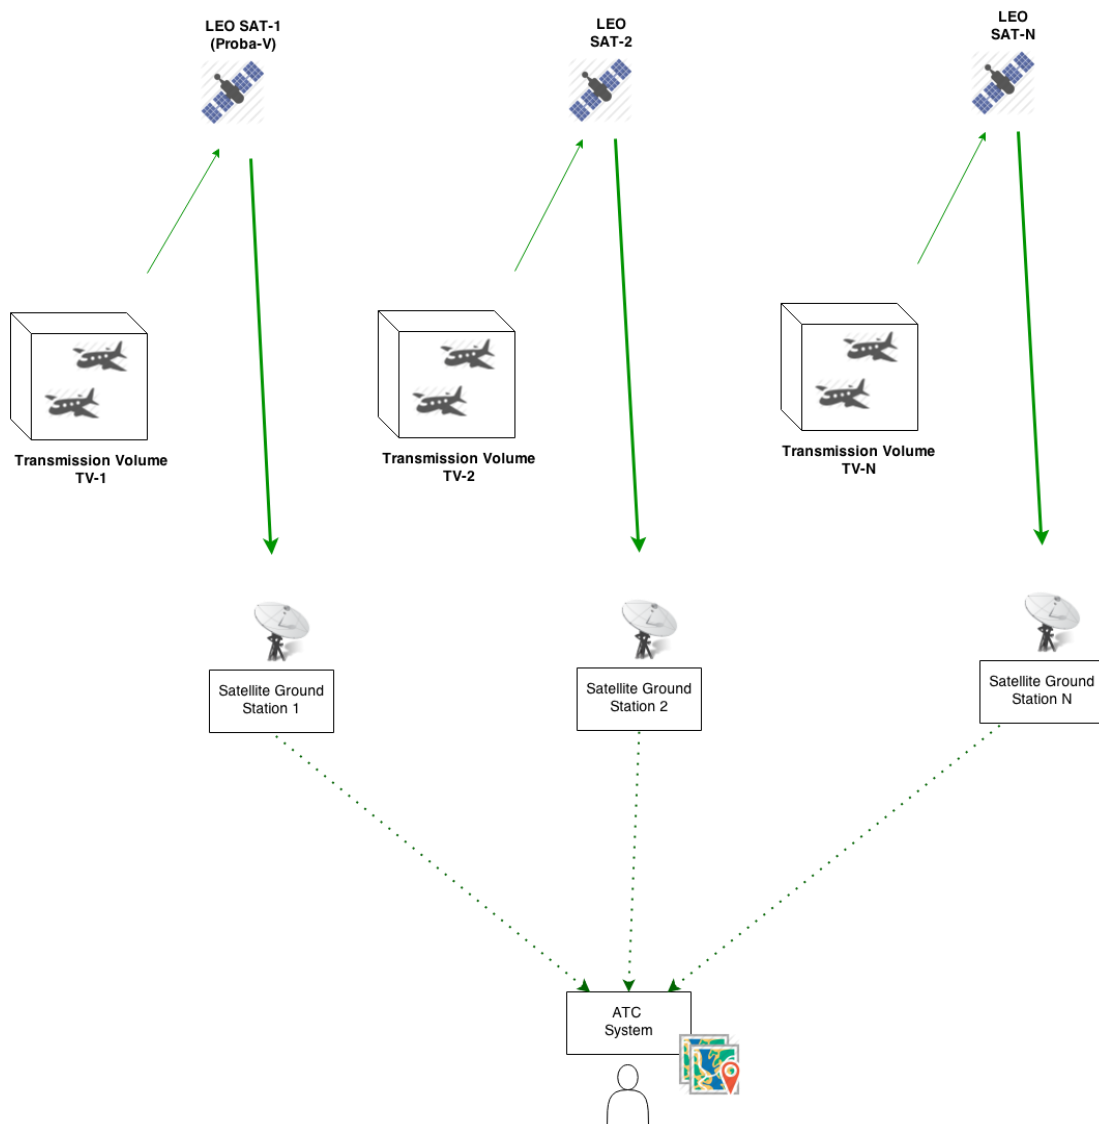 LEO SAT-1
(Proba-V)
LEO
SAT-2
LEO
SAT-N
Transmission Volume
TV-1
Transmission Volume
TV-2
Transmission Volume
TV-N
Satellite Ground
Station 1
Satellite Ground
Station 2
Satellite Ground
Station N
ATC
System